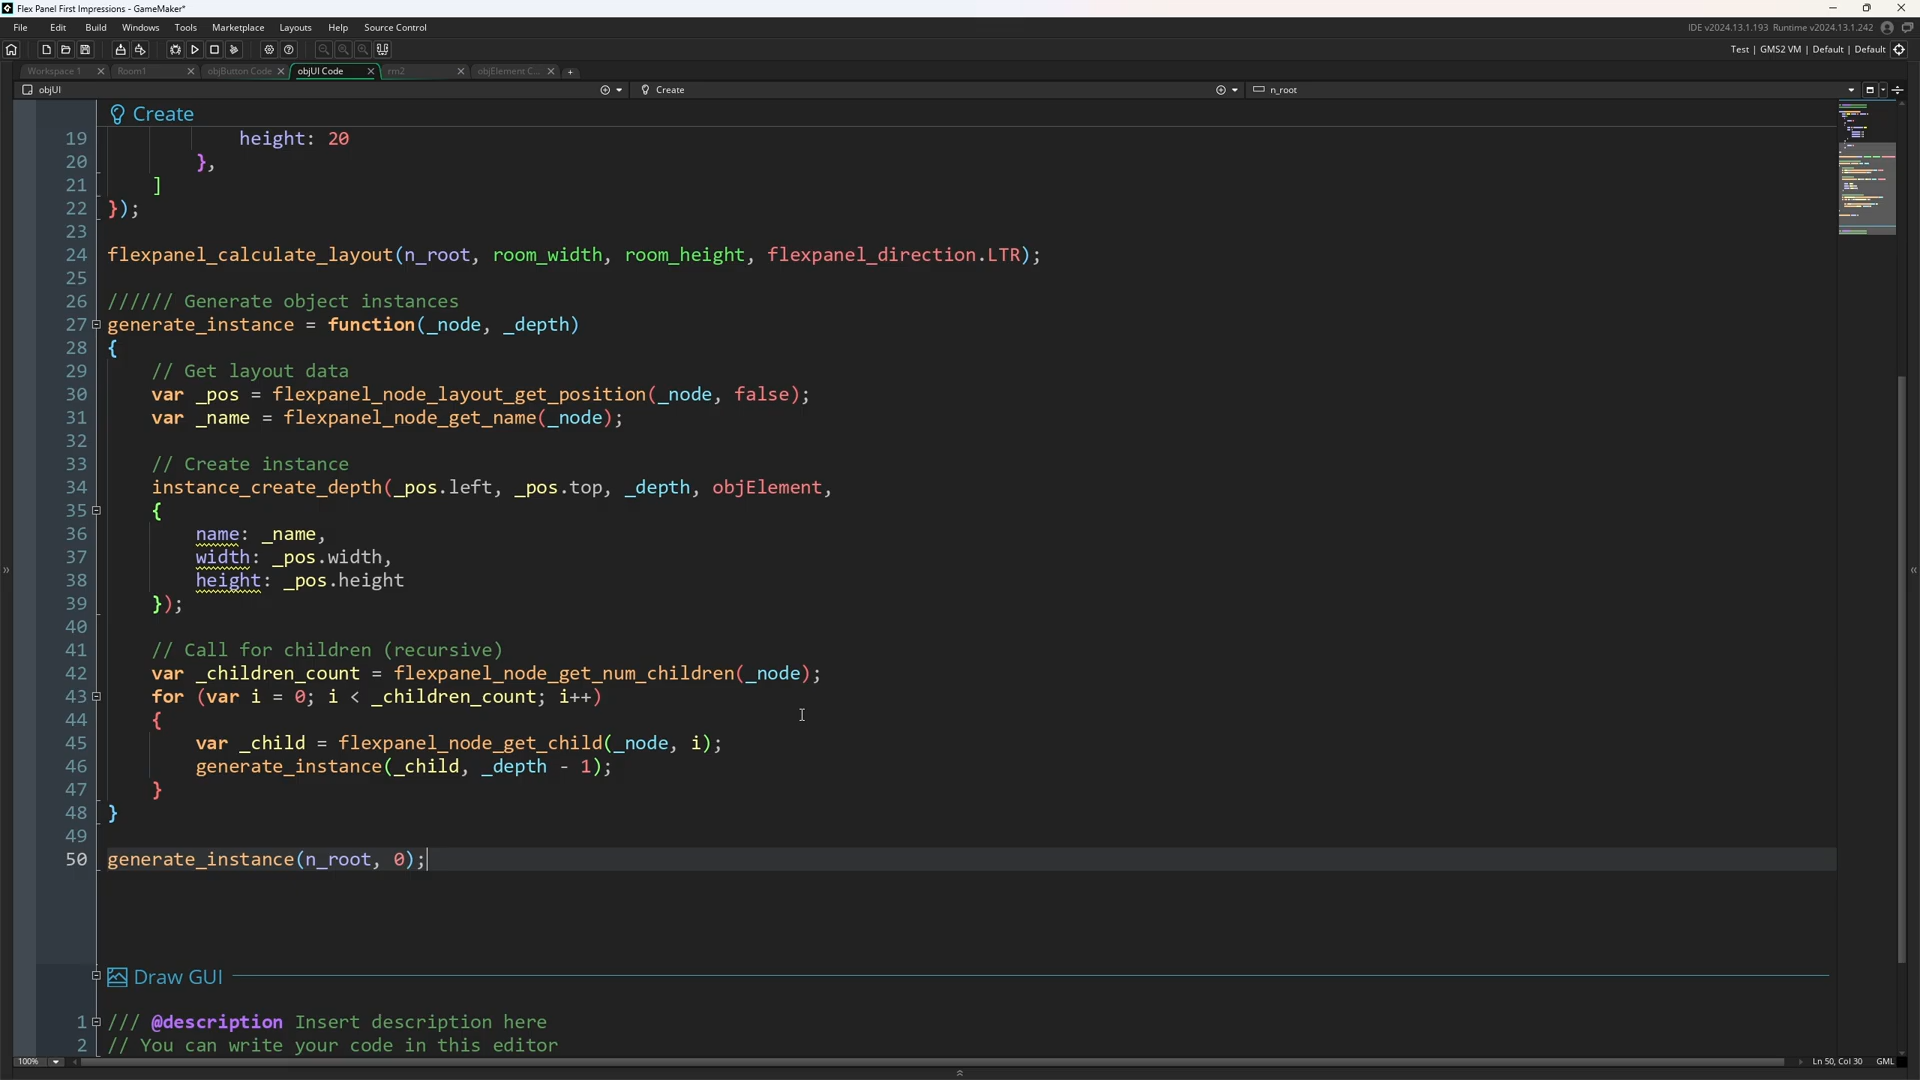 Flex Panel First Impressions - GameMaker*
File Edit Build Windows Tools Marketplace Layouts Help Source Control
IDE v2024.13.1.193 Runtime v2024.13.1.242
Test | GMS2 VM | Default | Default
Workspace 1 Room1 objButton Code objUI Code rm2 objElement C...
objUI Create n_root
Create
19 height: 20
20 },
21 ]
22 });
23
24 flexpanel_calculate_layout(n_root, room_width, room_height, flexpanel_direction.LTR);
25
26 ////// Generate object instances
27 generate_instance = function(_node, _depth)
28 {
29 // Get layout data
30 var _pos = flexpanel_node_layout_get_position(_node, false);
31 var _name = flexpanel_node_get_name(_node);
32
33 // Create instance
34 instance_create_depth(_pos.left, _pos.top, _depth, objElement,
35 {
36 name: _name,
37 width: _pos.width,
38 height: _pos.height
39 });
40
41 // Call for children (recursive)
42 var _children_count = flexpanel_node_get_num_children(_node);
43 for (var i = 0; i < _children_count; i++)
44 {
45 var _child = flexpanel_node_get_child(_node, i);
46 generate_instance(_child, _depth - 1);
47 }
48 }
49
50 generate_instance(n_root, 0);
Draw GUI
1 /// @description Insert description here
2 // You can write your code in this editor
100% Ln 50, Col 30 GML